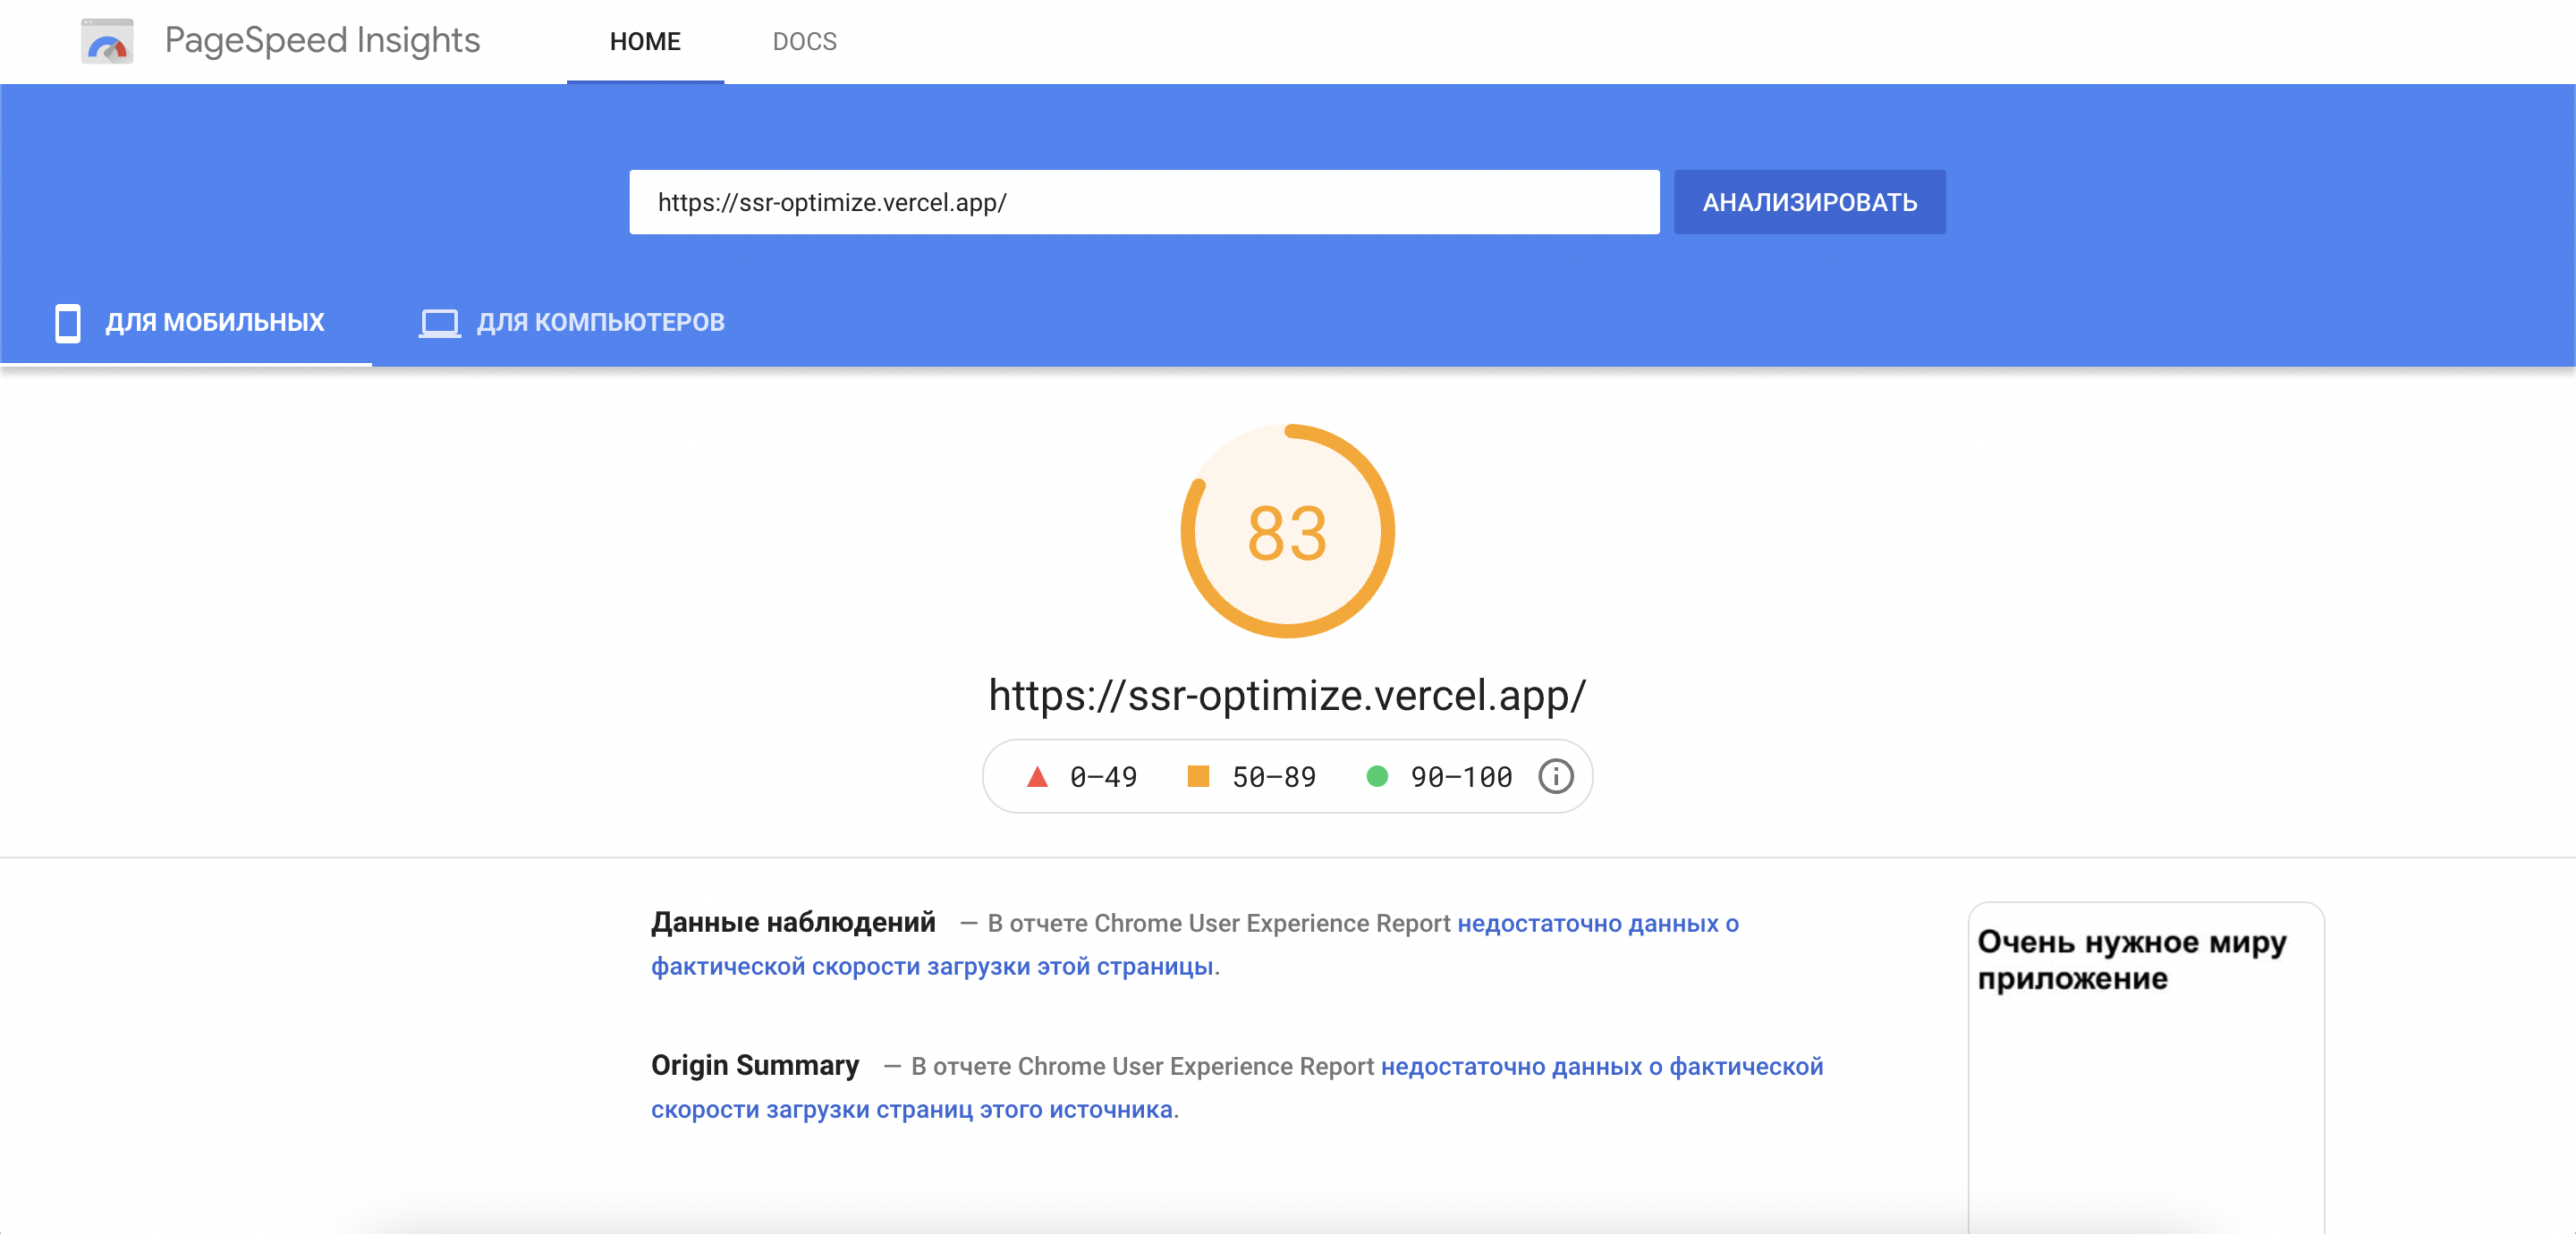 PageSpeed Insights
HOME
DOCS
https://ssr-optimize.vercel.app/
АНАЛИЗИРОВАТЬ
ДЛЯ МОБИЛЬНЫХ
ДЛЯ КОМПЬЮТЕРОВ
83
https://ssr-optimize.vercel.app/
0–49
50–89
90–100
Данные наблюдений — В отчете Chrome User Experience Report недостаточно данных о
фактической скорости загрузки этой страницы.
Origin Summary — В отчете Chrome User Experience Report недостаточно данных о фактической
скорости загрузки страниц этого источника.
Очень нужное миру
приложение